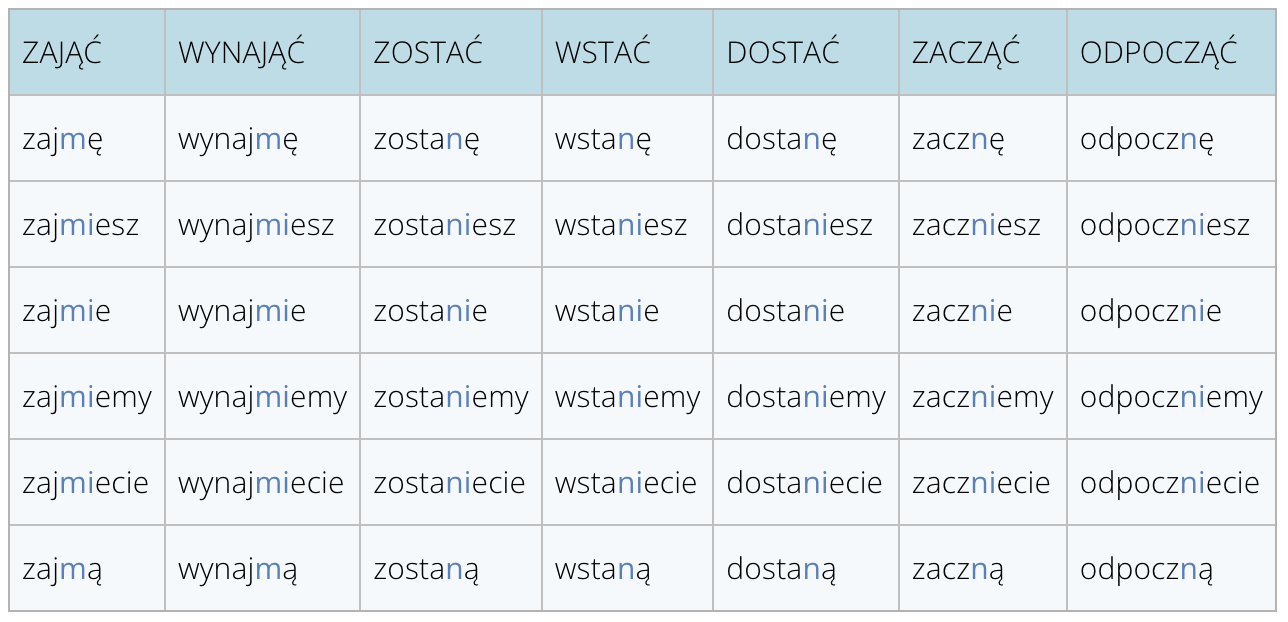 ZAJĄĆ WYNAJĄĆ ZOSTAĆ WSTAĆ DOSTAĆ ZACZĄĆ ODPOCZĄĆ
zajmę wynajmę zostanę wstanę dostanę zacznę odpocznę
zajmiesz wynajmiesz zostaniesz wstaniesz dostaniesz zaczniesz odpoczniesz
zajmie wynajmie zostanie wstanie dostanie zacznie odpocznie
zajmiemy wynajmiemy zostaniemy wstaniemy dostaniemy zaczniemy odpoczniemy
zajmiecie wynajmiecie zostaniecie wstaniecie dostaniecie zaczniecie odpoczniecie
zajmą wynajmą zostaną wstaną dostaną zaczną odpoczną